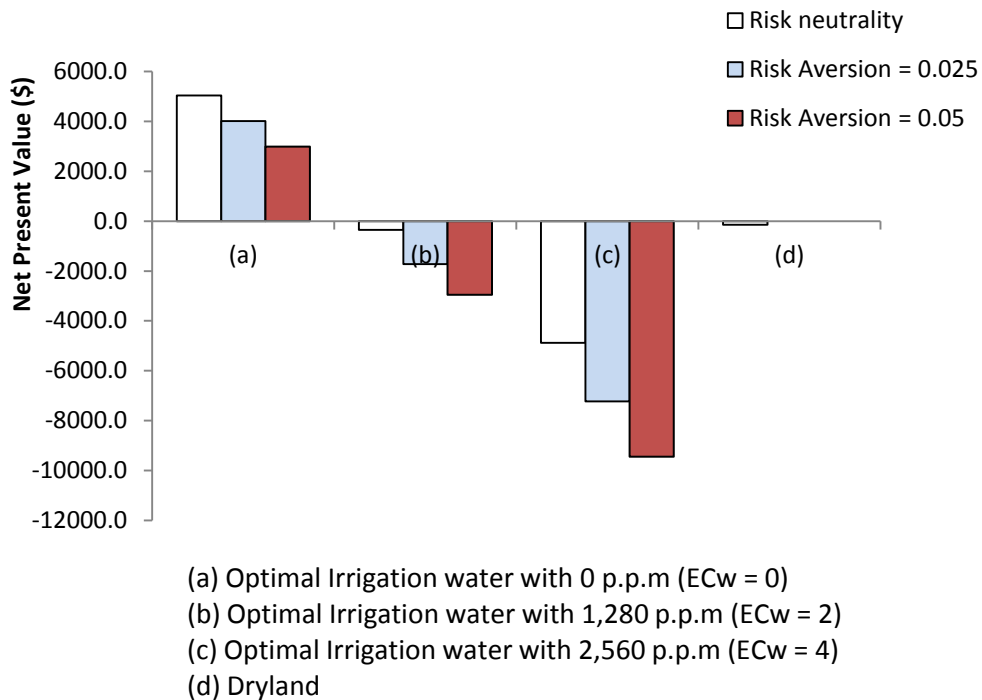 Risk neutrality
Risk Aversion = 0.025
Risk Aversion = 0.05
Net Present Value ($)
6000.0
4000.0
2000.0
0.0
-2000.0
-4000.0
-6000.0
-8000.0
-10000.0
-12000.0
(a) (b) (c) (d)
(a) Optimal Irrigation water with 0 p.p.m (ECw = 0)
(b) Optimal Irrigation water with 1,280 p.p.m (ECw = 2)
(c) Optimal Irrigation water with 2,560 p.p.m (ECw = 4)
(d) Dryland